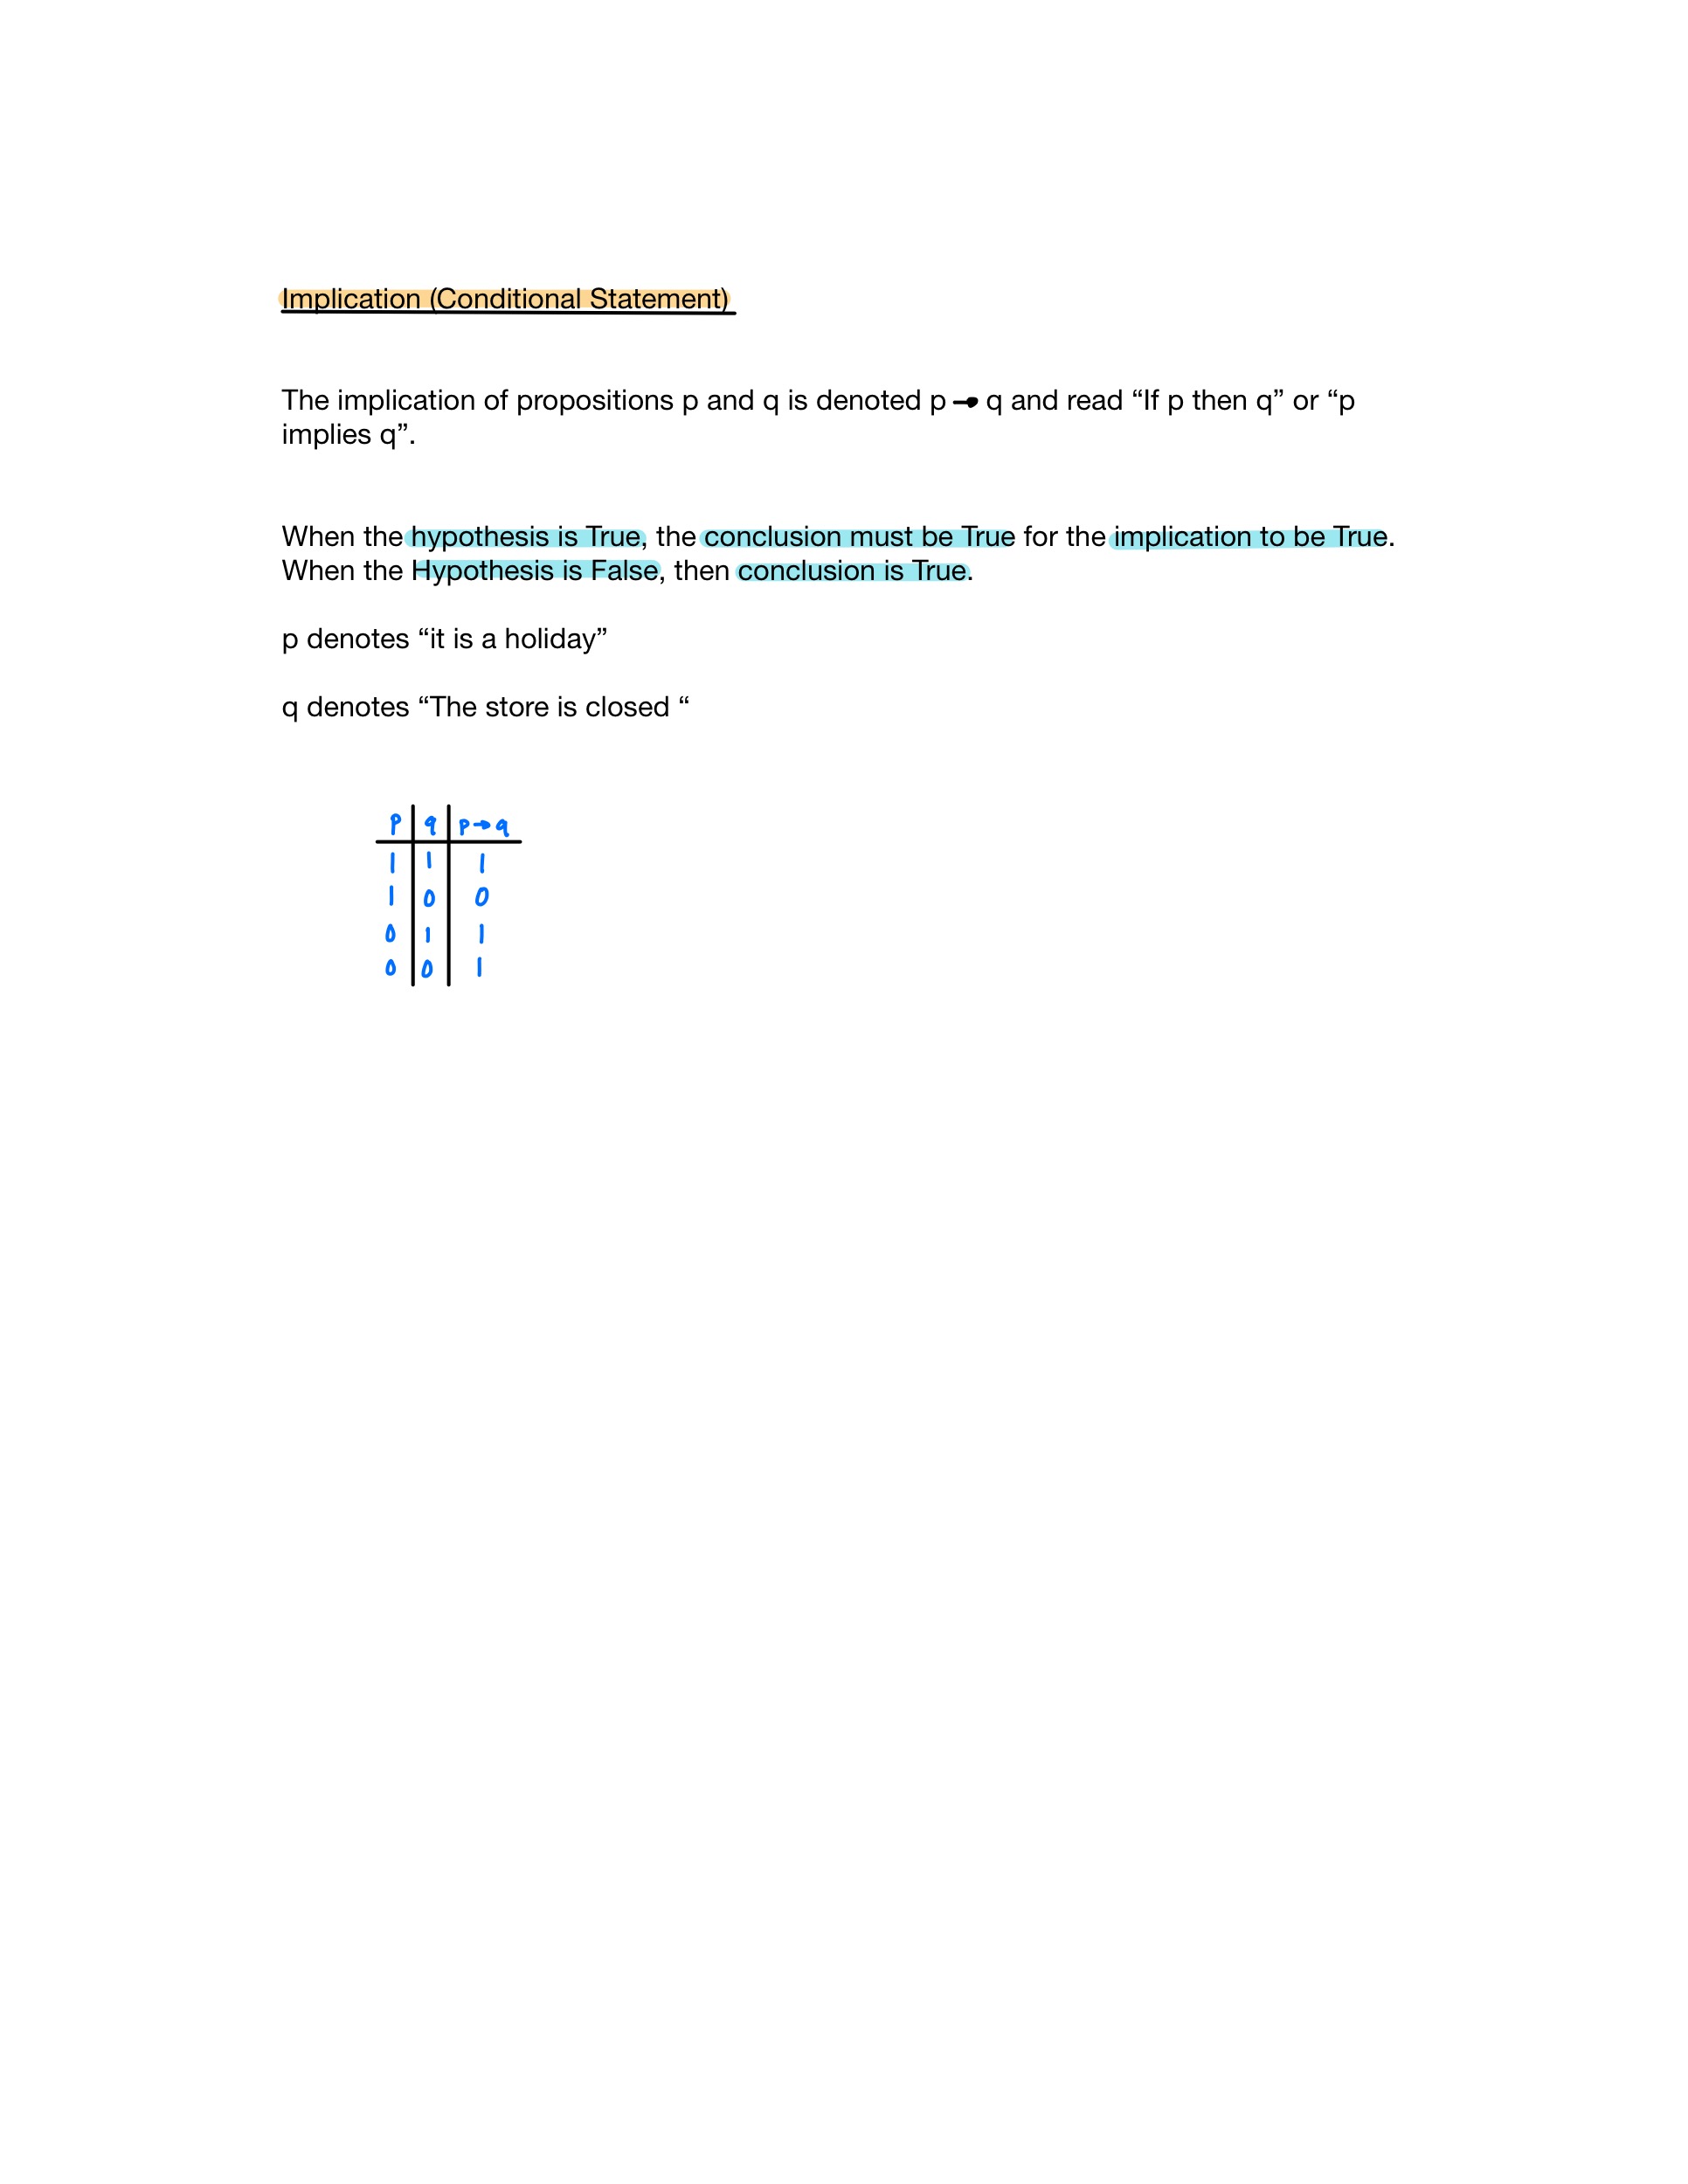 Implication (Conditional Statement)
The implication of propositions p and q is denoted p → q and read “If p then q” or “p
implies q”.
When the hypothesis is True, the conclusion must be True for the implication to be True.
When the Hypothesis is False, then conclusion is True.
p denotes “it is a holiday”
q denotes “The store is closed “
p q p→q
1 1 1
1 0 0
0 1 1
0 0 1